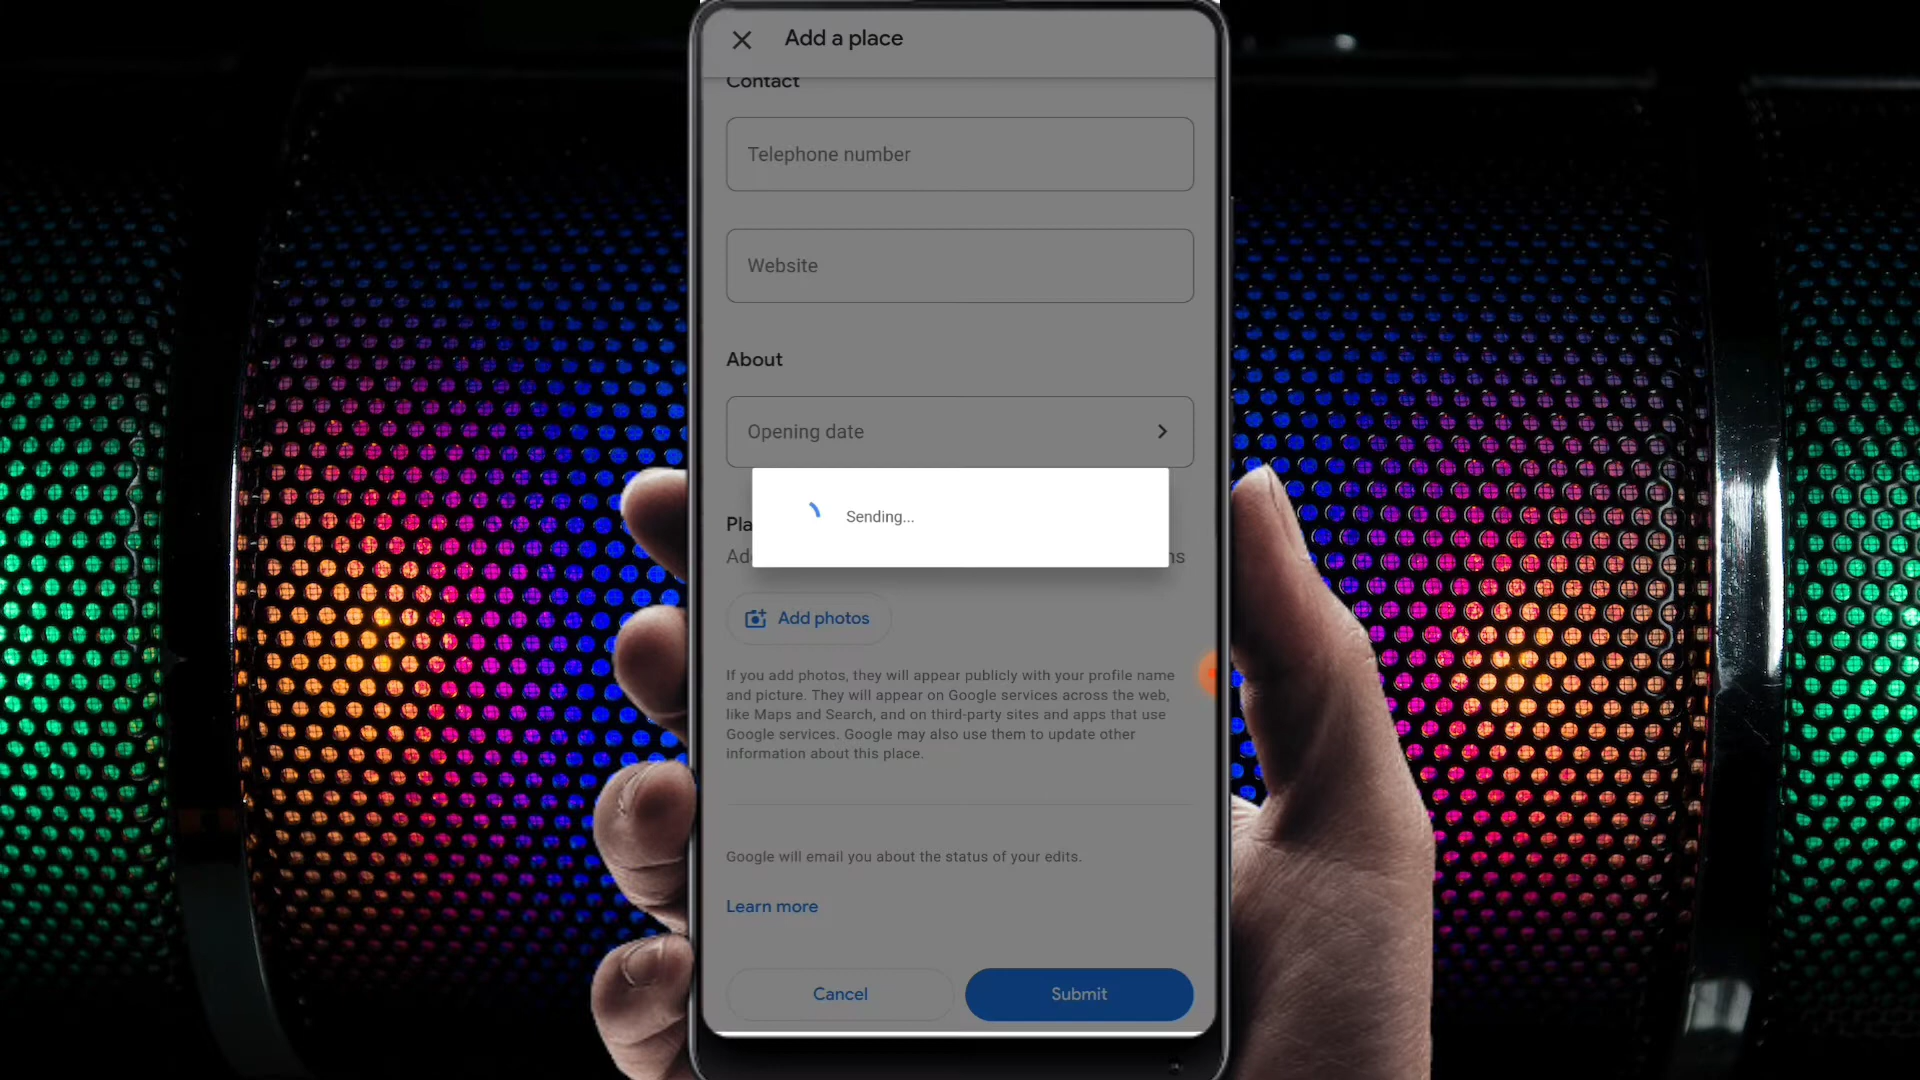 Add a place
Contact
Telephone number
Website
About
Opening date
Sending...
Add photos
If you add photos, they will appear publicly with your profile name
and picture. They will appear on Google services across the web,
like Maps and Search, and on third-party sites and apps that use
Google services. Google may also use them to update other
information about this place.
Google will email you about the status of your edits.
Learn more
Cancel
Submit